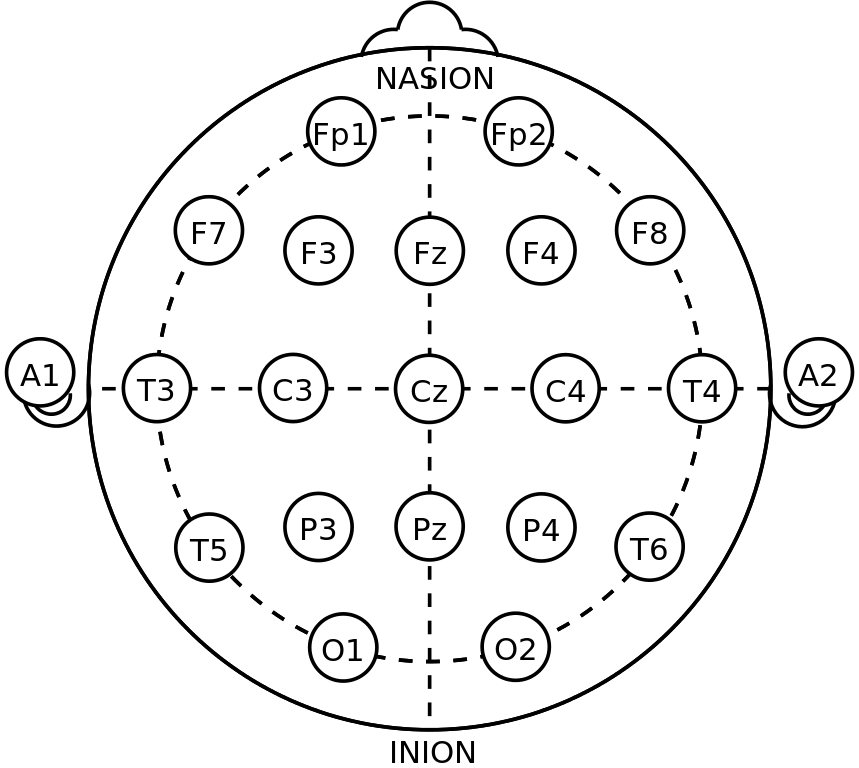 NASION
Fp1 Fp2
F7 F3 Fz F4 F8
A1 T3 C3 Cz C4 T4 A2
T5 P3 Pz P4 T6
O1 O2
INION